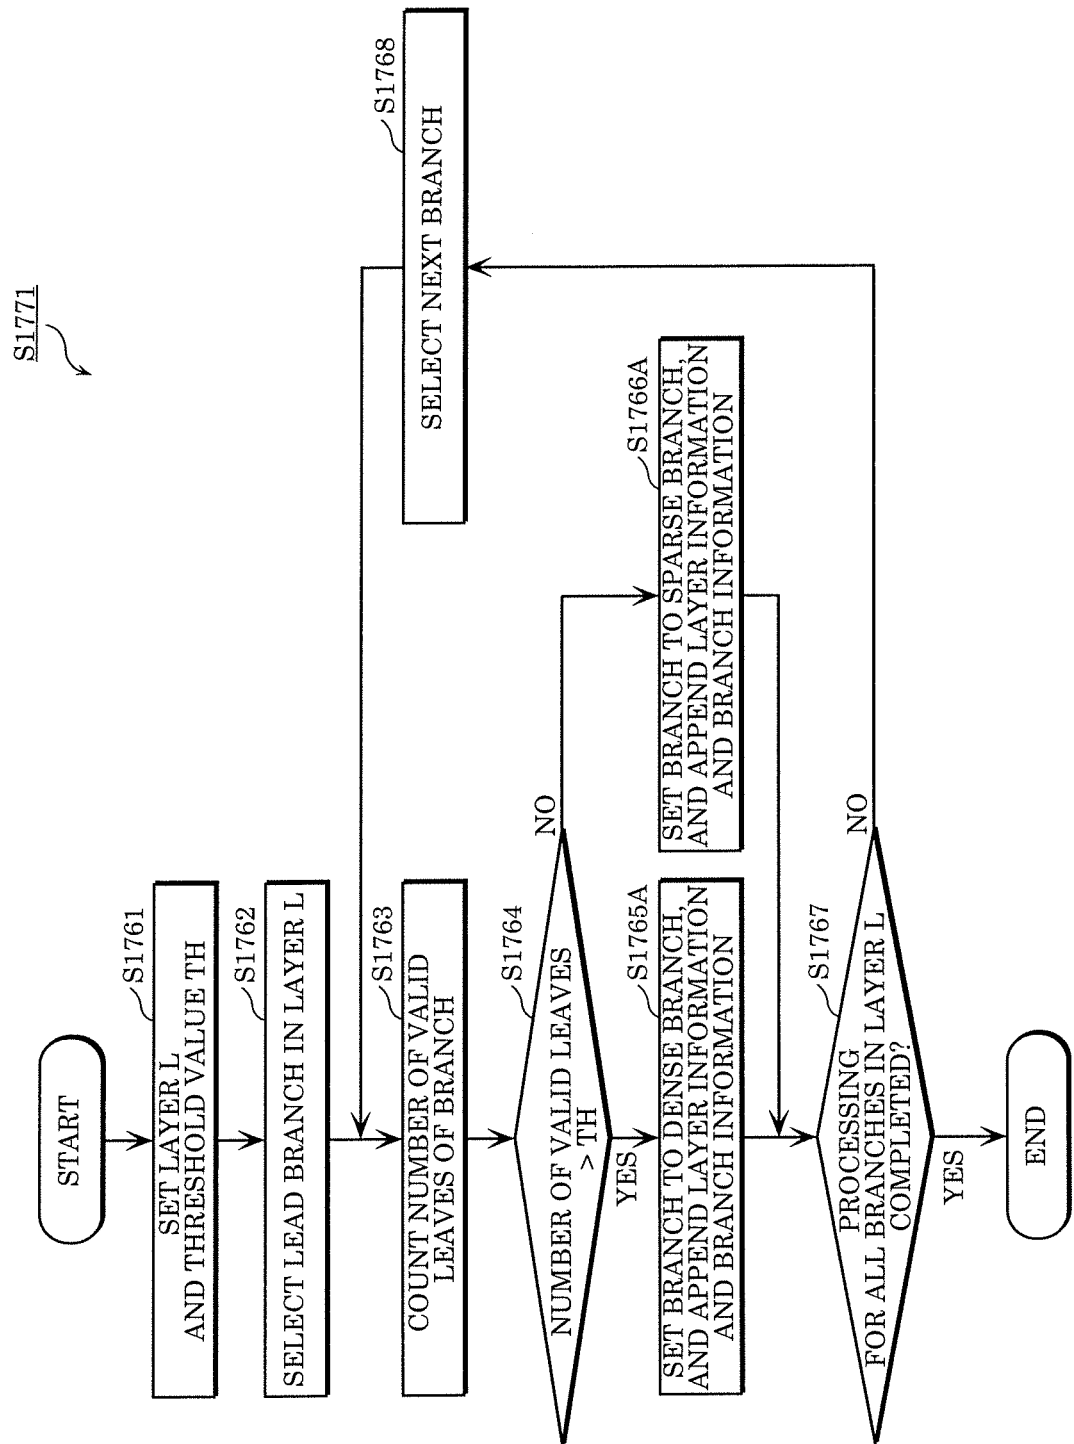 S1771
START
S1761
SET LAYER L
AND THRESHOLD VALUE TH
S1762
SELECT LEAD BRANCH IN LAYER L
S1768
SELECT NEXT BRANCH
S1763
COUNT NUMBER OF VALID
LEAVES OF BRANCH
S1764
NUMBER OF VALID LEAVES
> TH
NO
YES
S1765A
SET BRANCH TO DENSE BRANCH,
AND APPEND LAYER INFORMATION
AND BRANCH INFORMATION
S1766A
SET BRANCH TO SPARSE BRANCH,
AND APPEND LAYER INFORMATION
AND BRANCH INFORMATION
S1767
PROCESSING
FOR ALL BRANCHES IN LAYER L
COMPLETED?
NO
YES
END